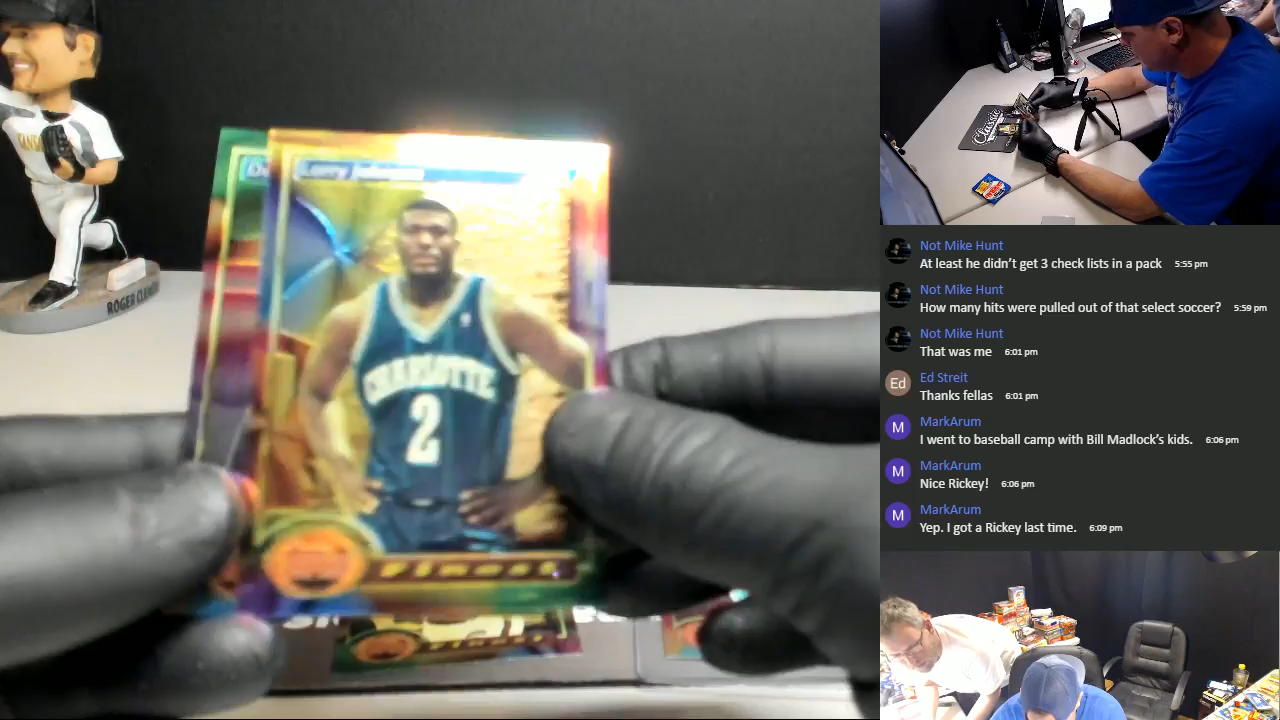 Larry Johnson
CHARLOTTE
2
Finest
ROGER CLEM
Classic
Not Mike Hunt
At least he didn't get 3 check lists in a pack 5:55 pm
Not Mike Hunt
How many hits were pulled out of that select soccer? 5:59 pm
Not Mike Hunt
That was me 6:01 pm
Ed
Ed Streit
Thanks fellas 6:01 pm
M
MarkArum
I went to baseball camp with Bill Madlock's kids. 6:06 pm
M
MarkArum
Nice Rickey! 6:06 pm
M
MarkArum
Yep. I got a Rickey last time. 6:09 pm